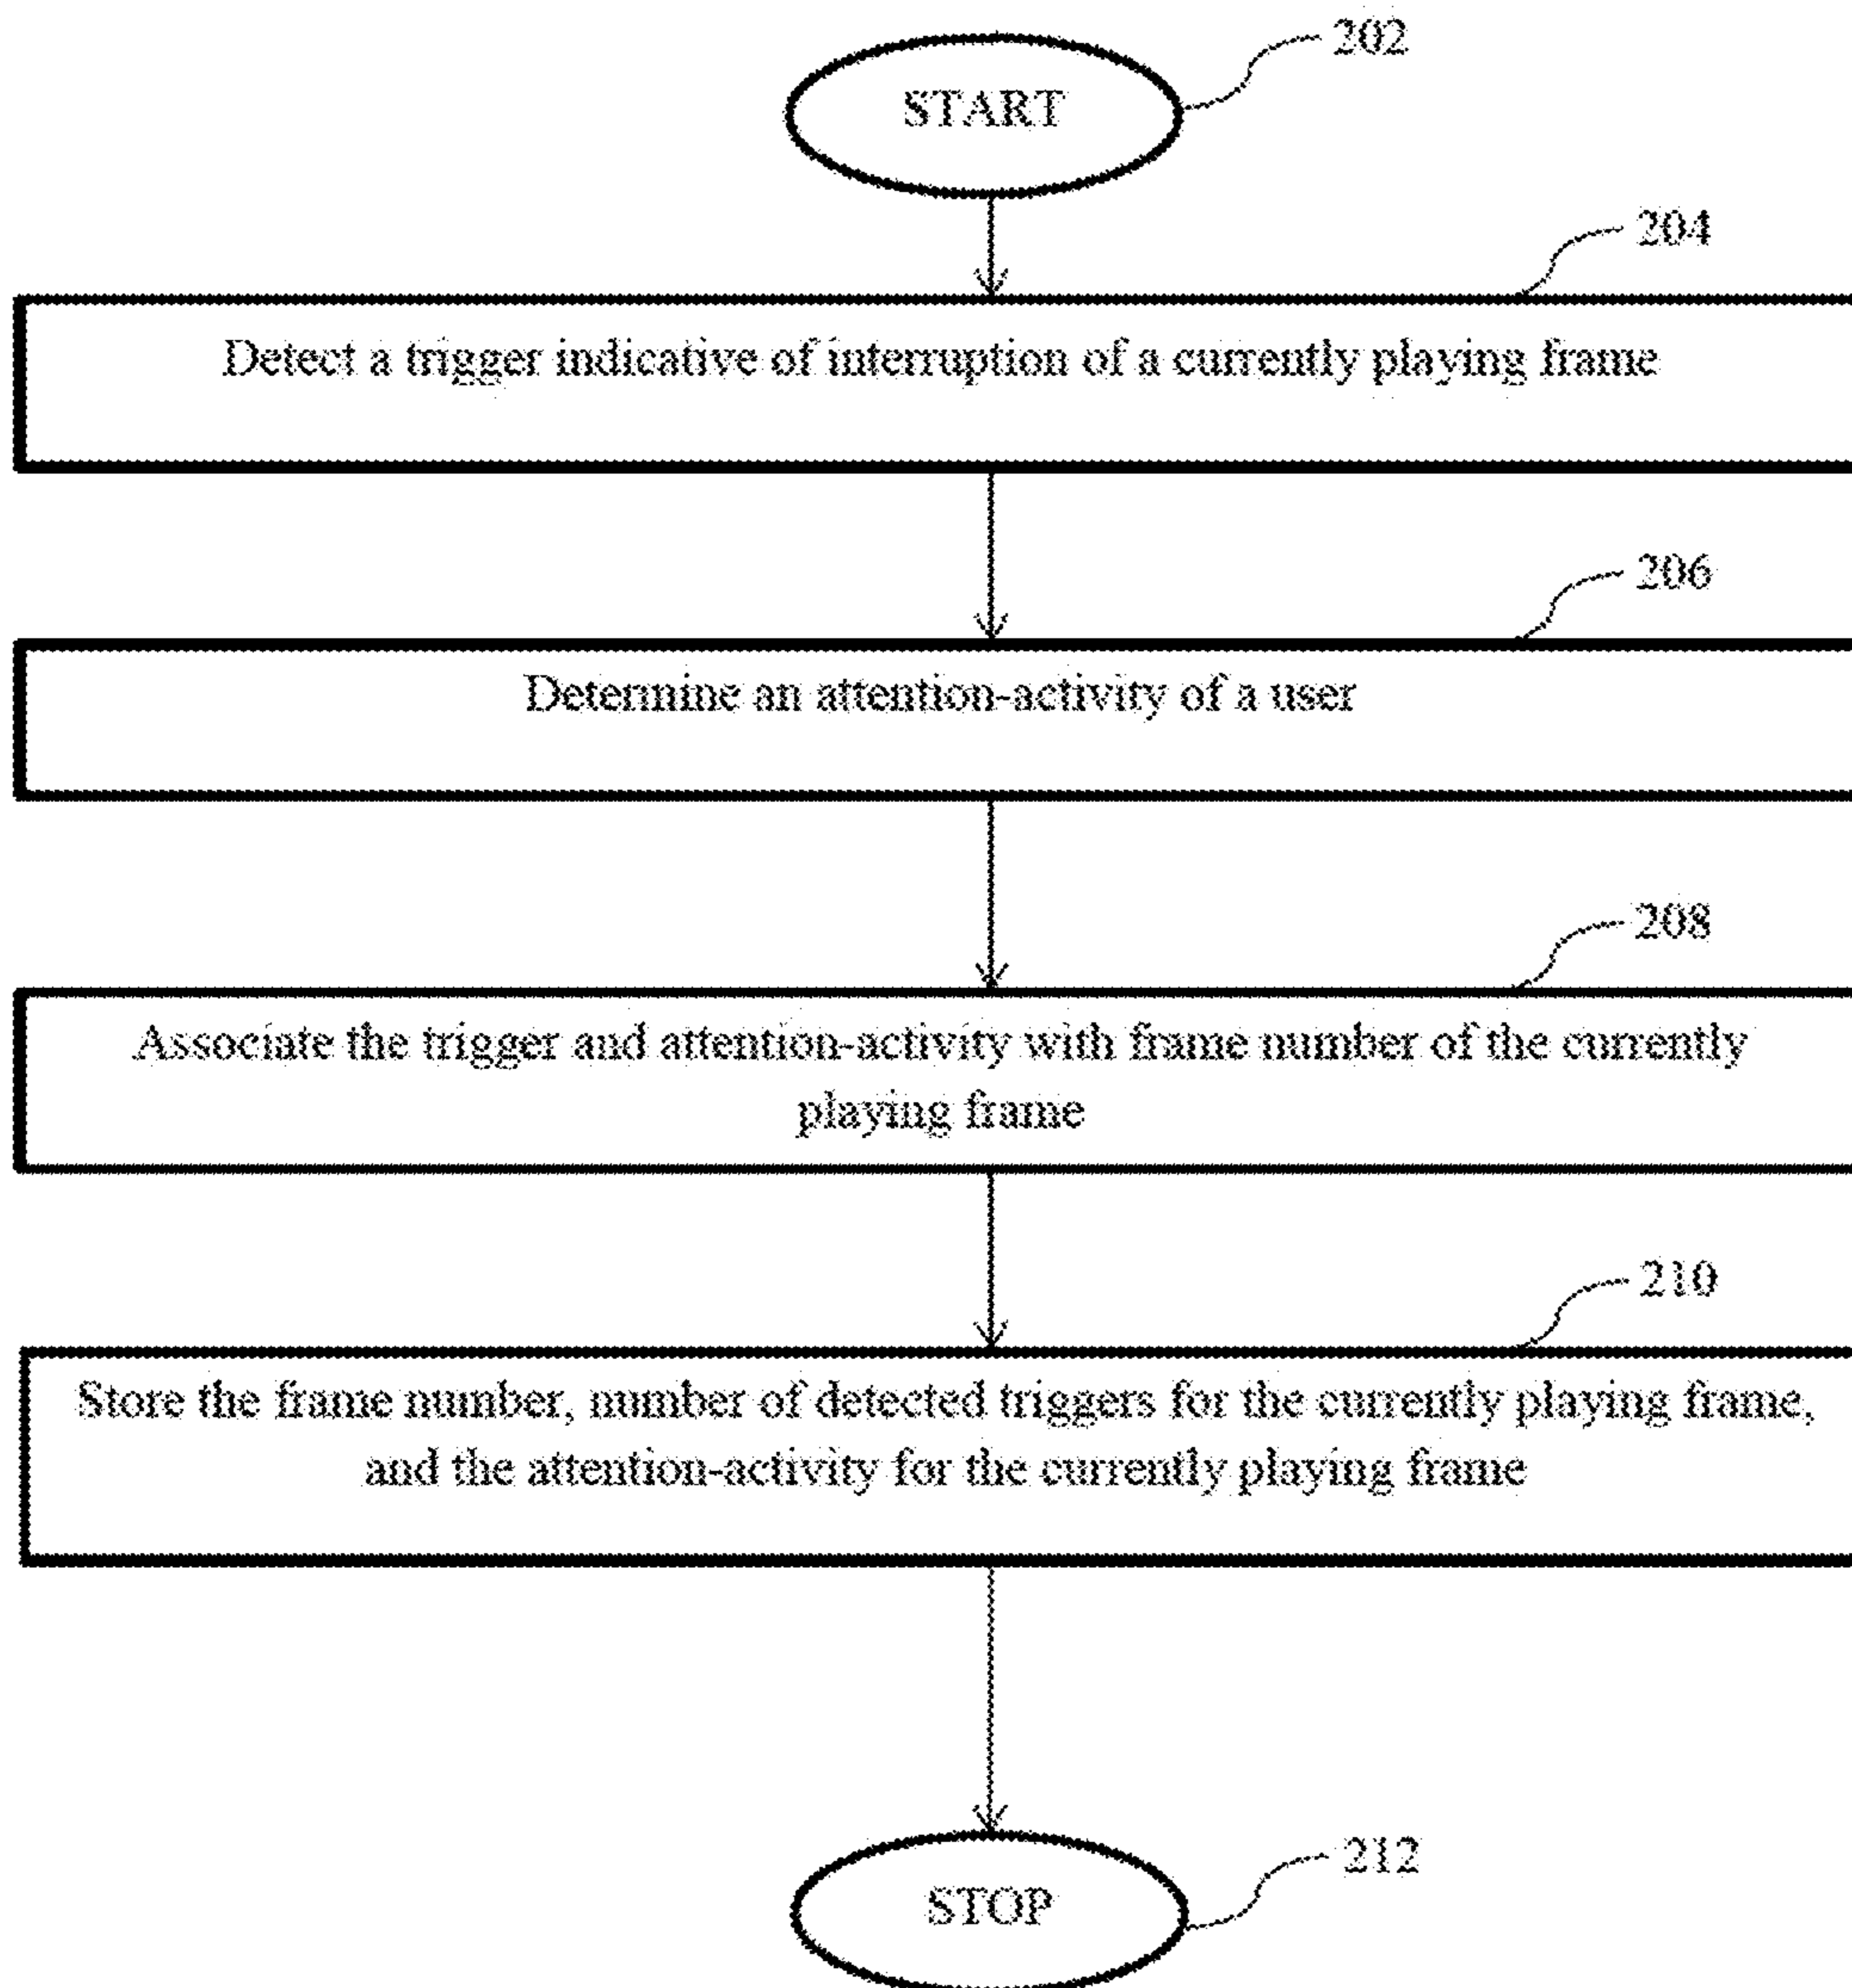 202
START
204
Detect a trigger indicative of interruption of a currently playing frame
206
Determine an attention-activity of a user
208
Associate the trigger and attention-activity with frame number of the currently
playing frame
210
Store the frame number, number of detected triggers for the currently playing frame,
and the attention-activity for the currently playing frame
212
STOP